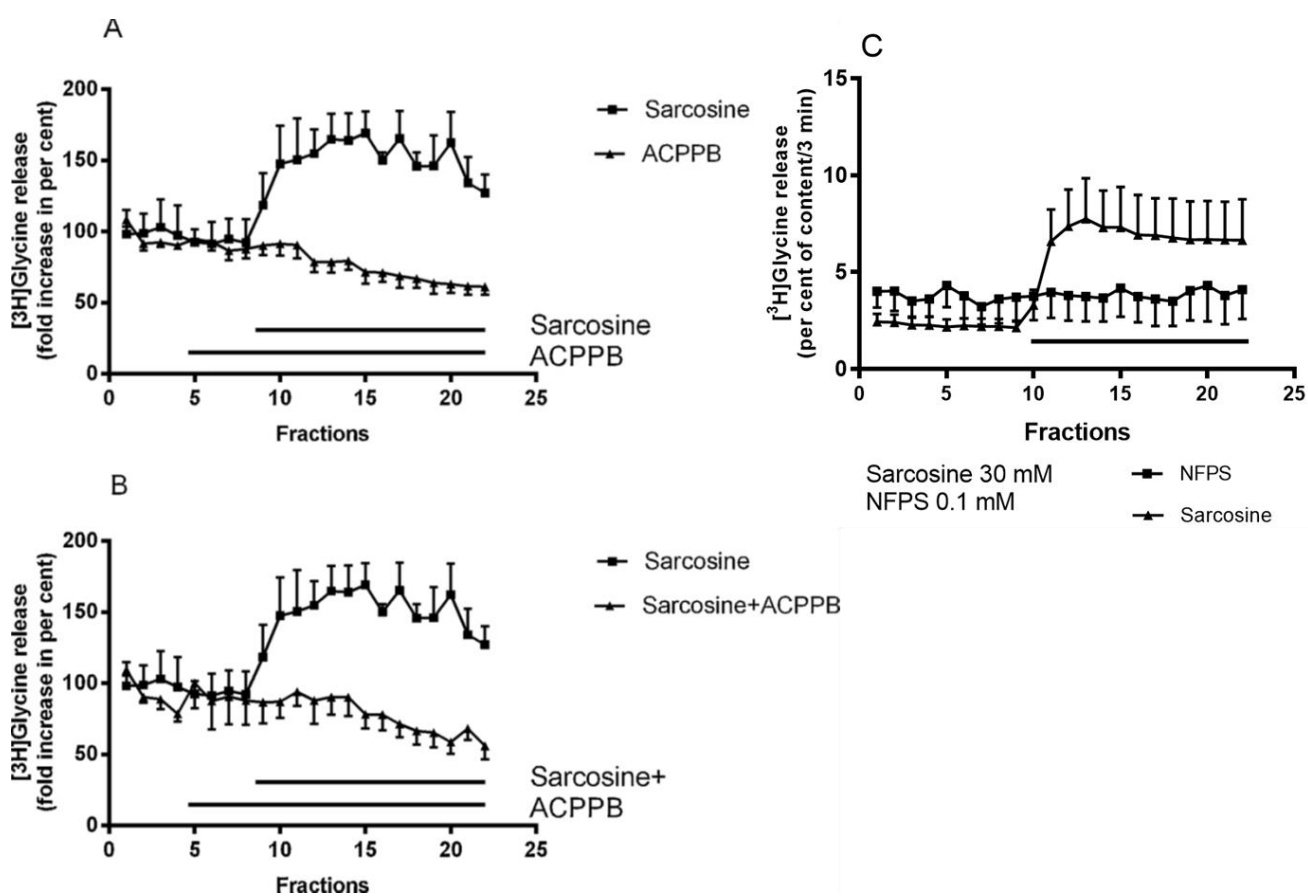 A
[3H]Glycine release
(fold increase in per cent)
200
150
100
50
0
0 5 10 15 20 25
Fractions
Sarcosine
ACPPB
Sarcosine
ACPPB
B
[3H]Glycine release
(fold increase in per cent)
200
150
100
50
0
0 5 10 15 20 25
Fractions
Sarcosine
Sarcosine+ACPPB
Sarcosine+
ACPPB
C
[³H]Glycine release
(per cent of content/3 min)
15
10
5
0
0 5 10 15 20 25
Fractions
Sarcosine 30 mM
NFPS 0.1 mM
NFPS
Sarcosine